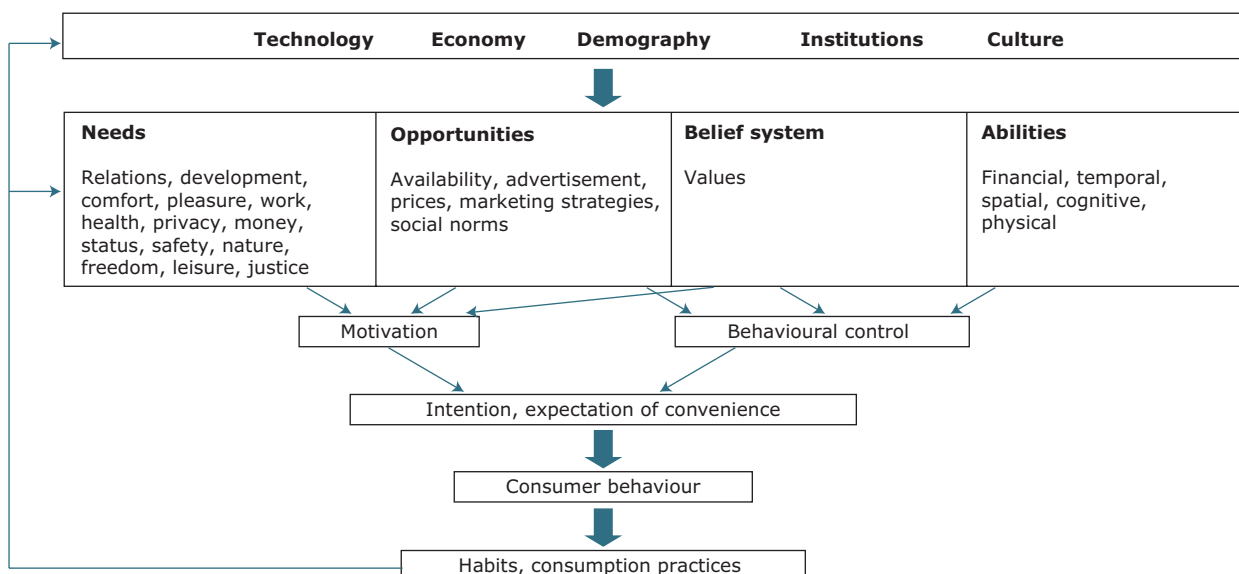 Technology Economy Demography Institutions Culture
Needs
Relations, development,
comfort, pleasure, work,
health, privacy, money,
status, safety, nature,
freedom, leisure, justice
Opportunities
Availability, advertisement,
prices, marketing strategies,
social norms
Belief system
Values
Abilities
Financial, temporal,
spatial, cognitive,
physical
Motivation
Behavioural control
Intention, expectation of convenience
Consumer behaviour
Habits, consumption practices